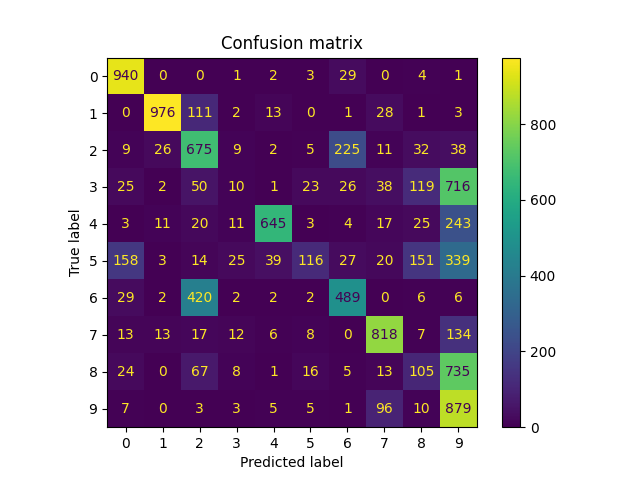 Confusion matrix
0 940 0 0 1 2 3 29 0 4 1
1 0 976 111 2 13 0 1 28 1 3
2 9 26 675 9 2 5 225 11 32 38
3 25 2 50 10 1 23 26 38 119 716
4 3 11 20 11 645 3 4 17 25 243
5 158 3 14 25 39 116 27 20 151 339
6 29 2 420 2 2 2 489 0 6 6
7 13 13 17 12 6 8 0 818 7 134
8 24 0 67 8 1 16 5 13 105 735
9 7 0 3 3 5 5 1 96 10 879
0 1 2 3 4 5 6 7 8 9
Predicted label
True label
800
600
400
200
0